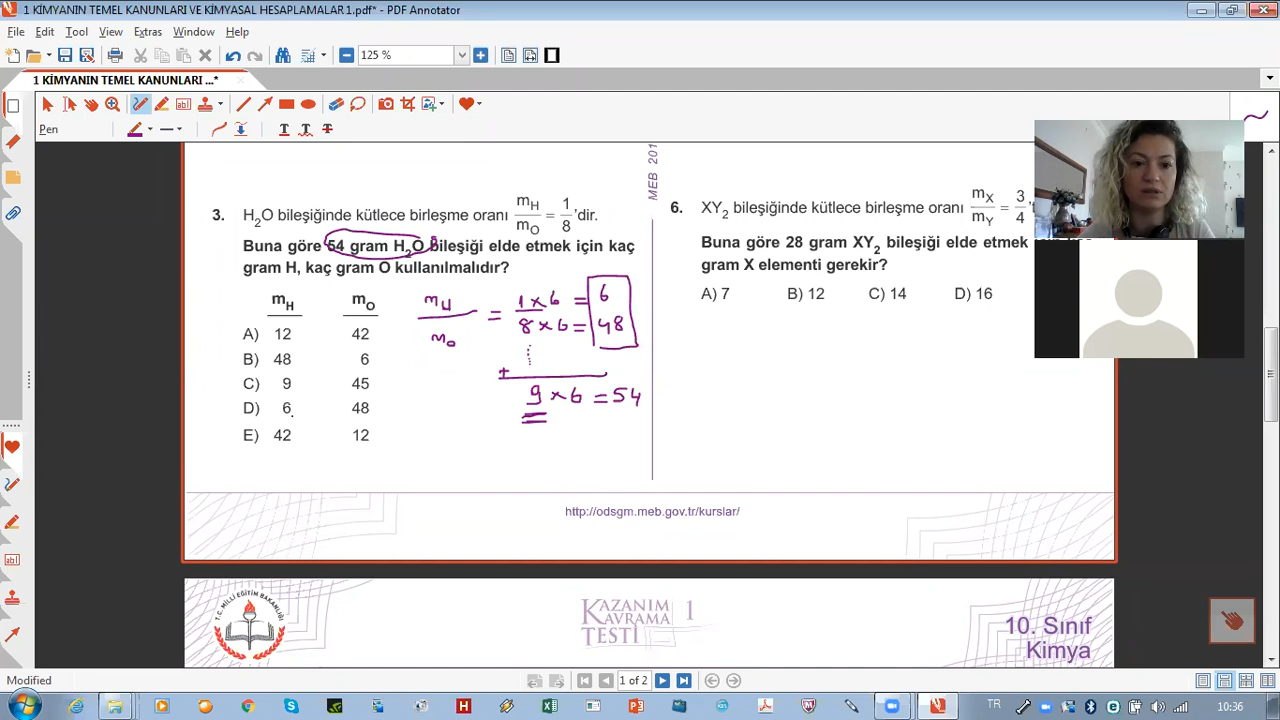 1 KİMYANIN TEMEL KANUNLARI VE KİMYASAL HESAPLAMALAR 1.pdf* - PDF Annotator
File Edit Tool View Extras Window Help
125 %
1 KİMYANIN TEMEL KANUNLARI ...*
Pen
MEB 201
3. H2O bileşiğinde kütlece birleşme oranı mH/mO = 1/8'dir.
Buna göre 54 gram H2O bileşiği elde etmek için kaç
gram H, kaç gram O kullanılmalıdır?
mH mO
A) 12 42
B) 48 6
C) 9 45
D) 6 48
E) 42 12
mH/mO = 1 x 6 = 6
8 x 6 = 48
+
9 x 6 = 54
6. XY2 bileşiğinde kütlece birleşme oranı mX/mY = 3/4'
Buna göre 28 gram XY2 bileşiği elde etmek
gram X elementi gerekir?
A) 7 B) 12 C) 14 D) 16
http://odsgm.meb.gov.tr/kurslar/
T.C. MİLLÎ EĞİTİM BAKANLIĞI
KAZANIM
KAVRAMA
TESTİ
1
10. Sınıf
Kimya
Modified
1 of 2
TR
10:36